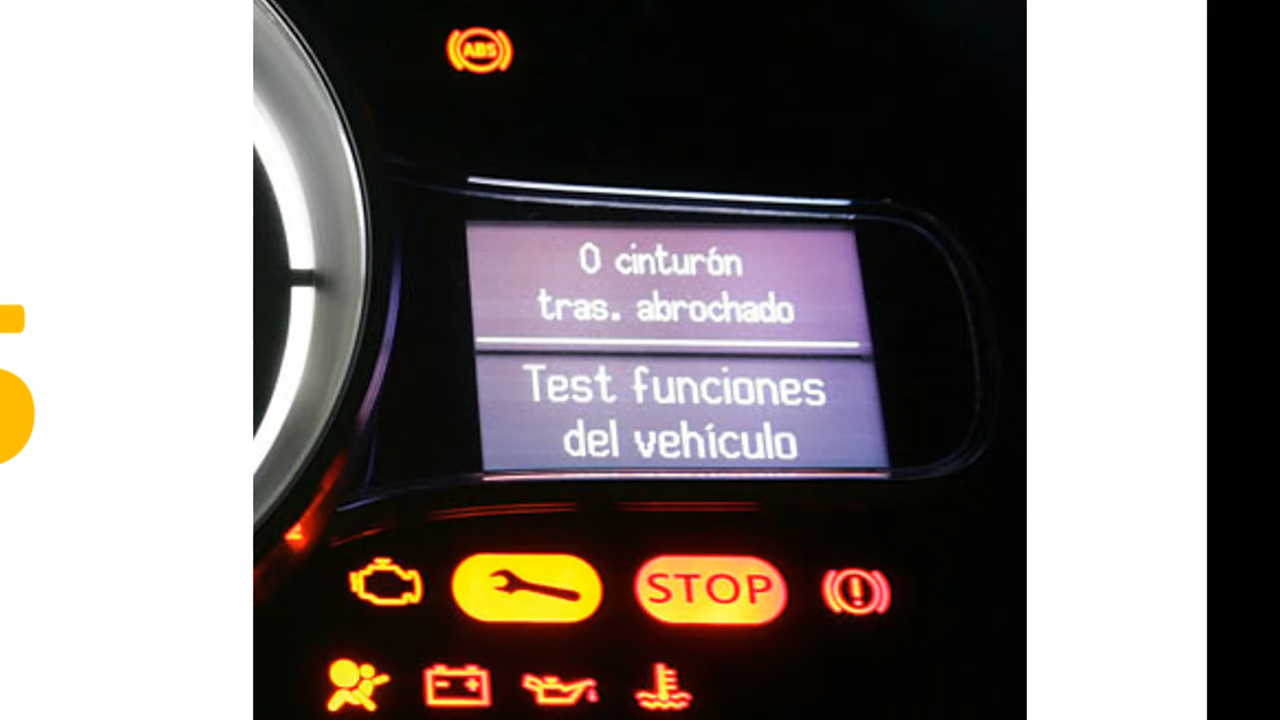 ABS
0 cinturón
tras. abrochado
Test funciones
del vehículo
STOP